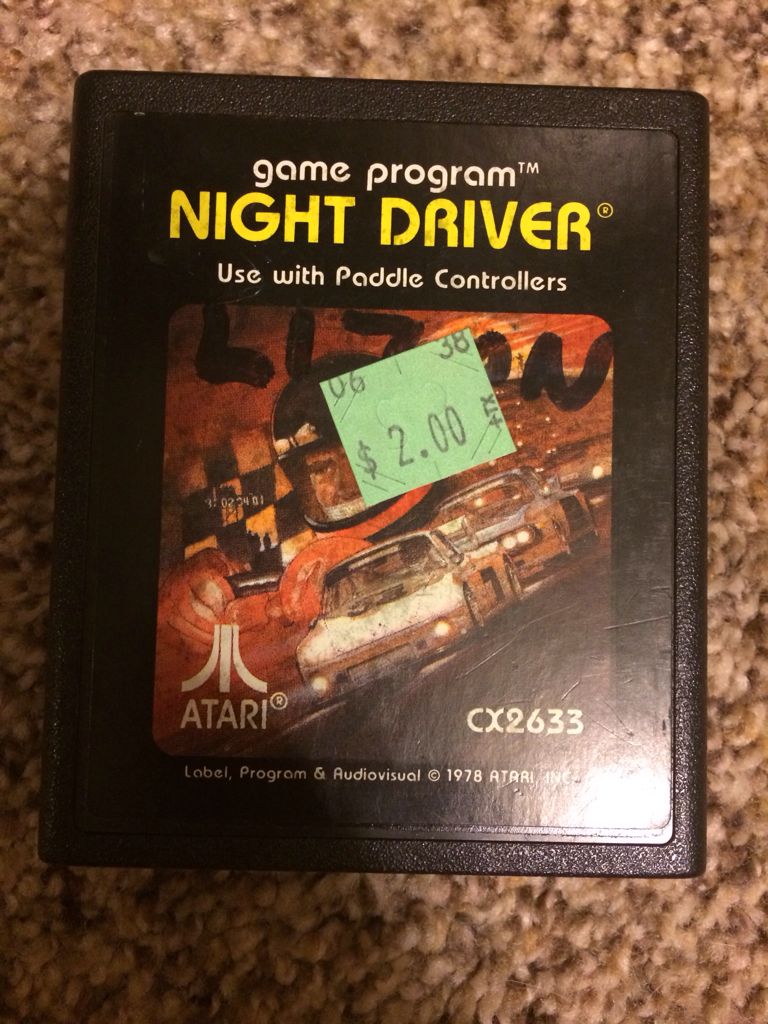 game program™
NIGHT DRIVER®
Use with Paddle Controllers
06 38
$ 2.00
ATARI®
CX2633
Label, Program & Audiovisual © 1978 ATARI, INC.